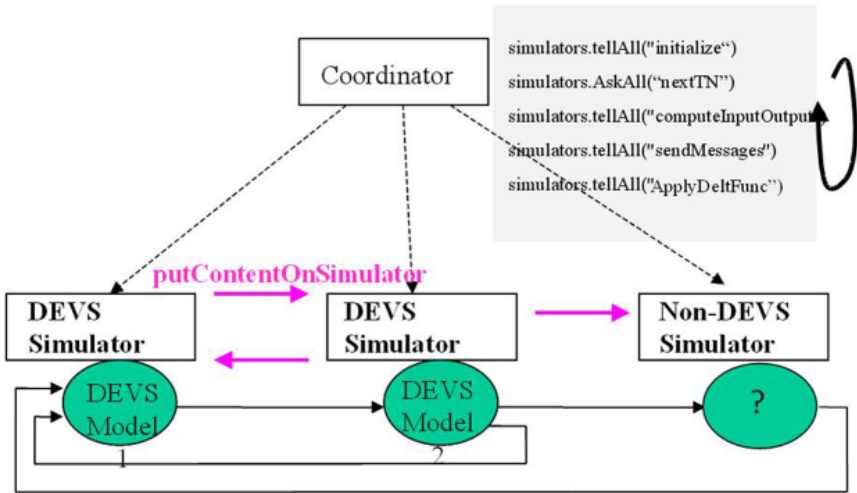 Coordinator
simulators.tellAll("initialize“)
simulators.AskAll(“nextTN”)
simulators.tellAll("computeInputOutput")
simulators.tellAll("sendMessages")
simulators.tellAll("ApplyDeltFunc”)
putContentOnSimulator
DEVS
Simulator
DEVS
Simulator
Non-DEVS
Simulator
DEVS
Model
1
DEVS
Model
2
?